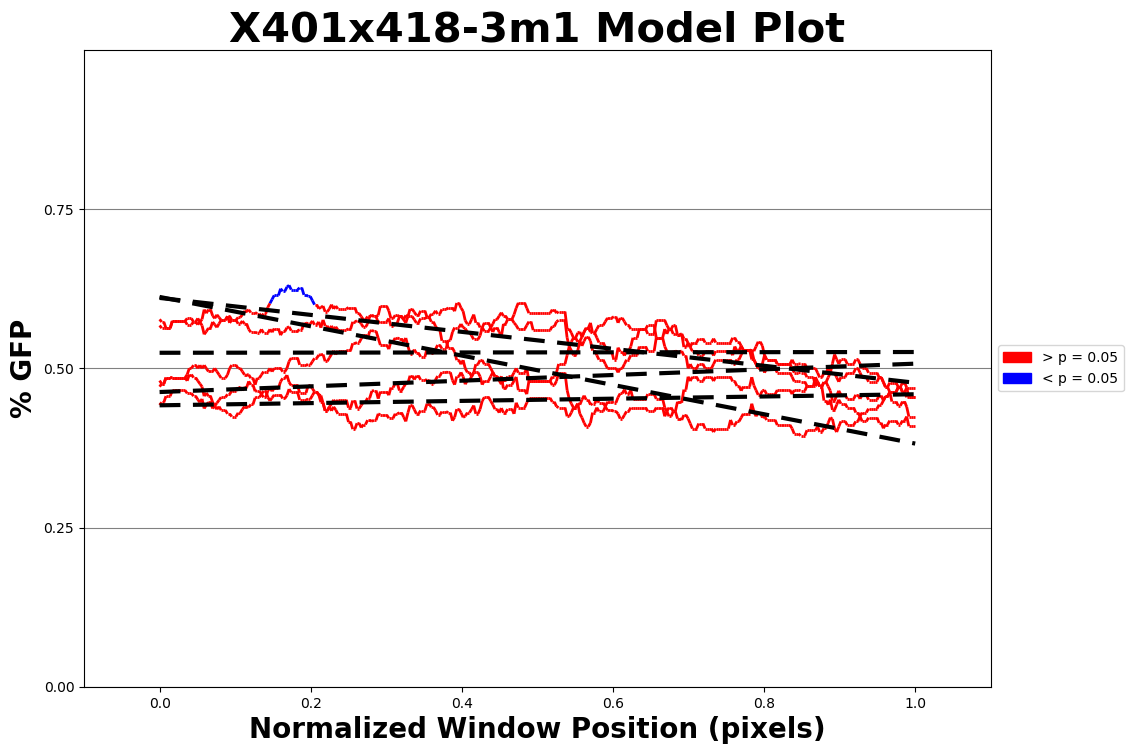 X401x418-3m1 Model Plot
% GFP
0.75
0.50
0.25
0.00
0.0 0.2 0.4 0.6 0.8 1.0
Normalized Window Position (pixels)
> p = 0.05
< p = 0.05